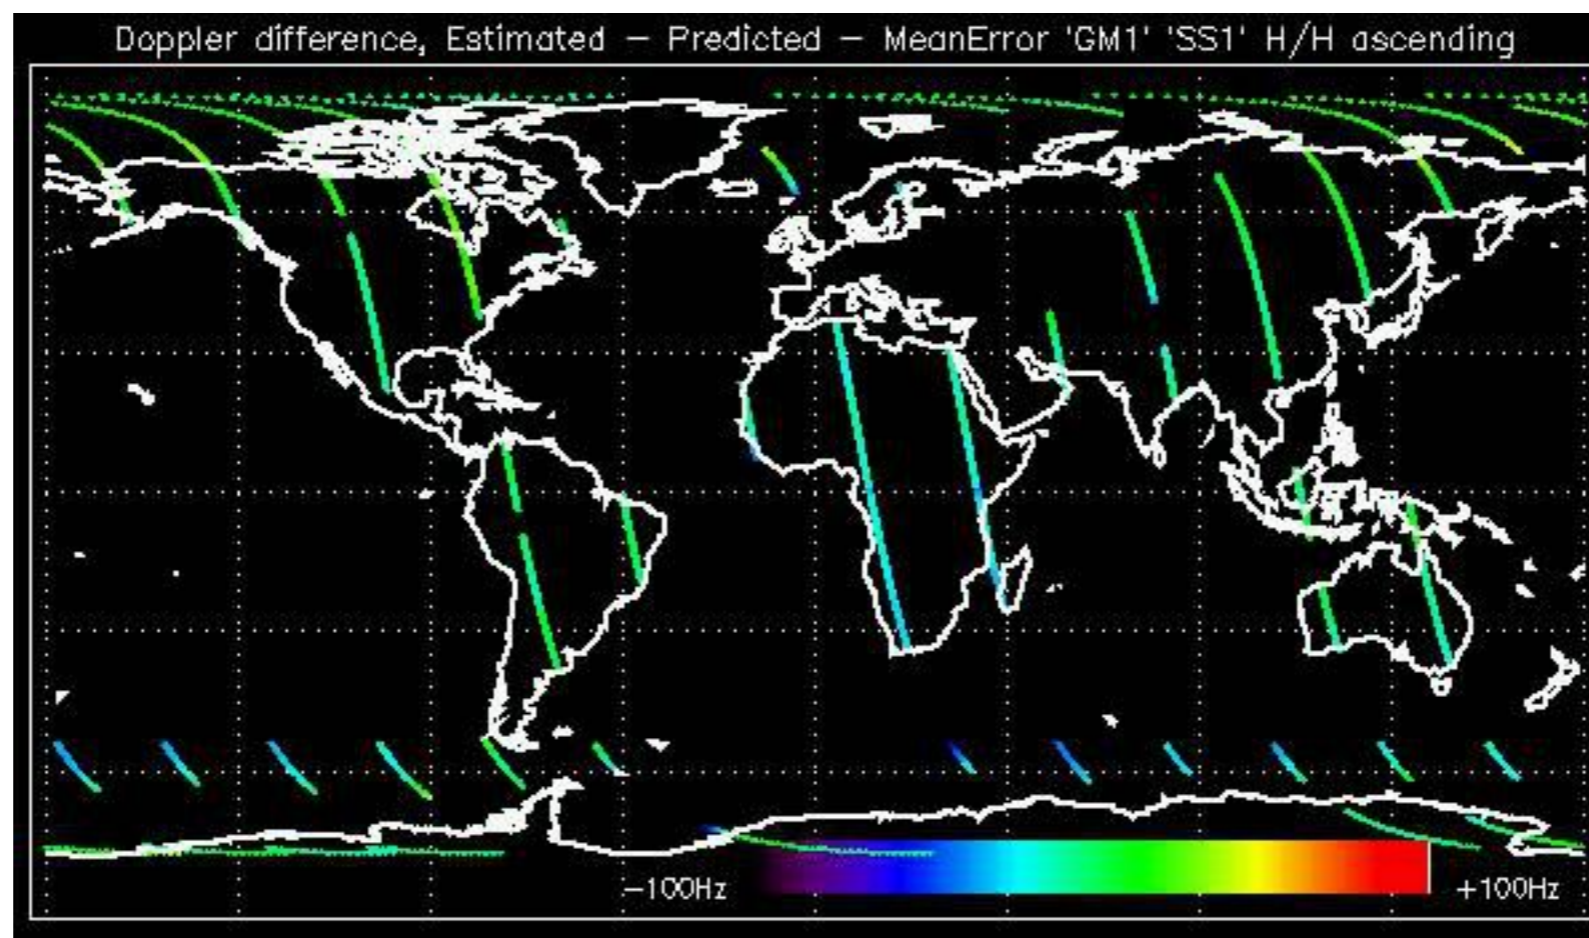 Doppler difference, Estimated – Predicted – MeanError 'GM1' 'SS1' H/H ascending
-100Hz +100Hz